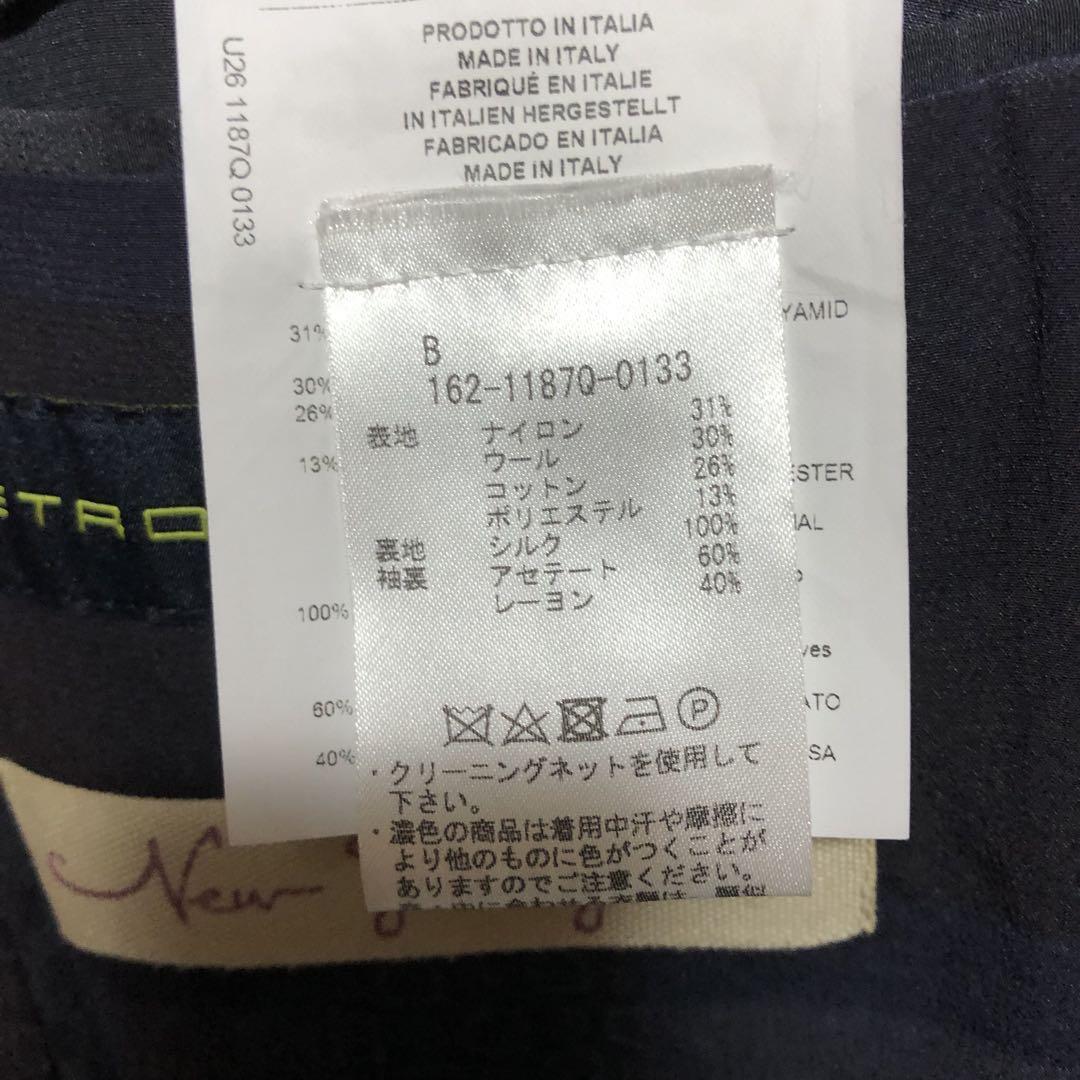 PRODOTTO IN ITALIA
MADE IN ITALY
FABRIQUÉ EN ITALIE
IN ITALIEN HERGESTELLT
FABRICADO EN ITALIA
MADE IN ITALY
U26 1187Q 0133
31%
30%
26%
13%
100%
60%
40%
YAMID
ESTER
IAL
ves
ATO
SA
B
162-1187Q-0133
表地 ナイロン 31%
ウール 30%
コットン 26%
ポリエステル 13%
裏地 シルク 100%
袖裏 アセテート 60%
レーヨン 40%
・クリーニングネットを使用して
下さい。
・濃色の商品は着用中汗や摩擦に
より他のものに色がつくことが
ありますのでご注意ください。
ETRO
New